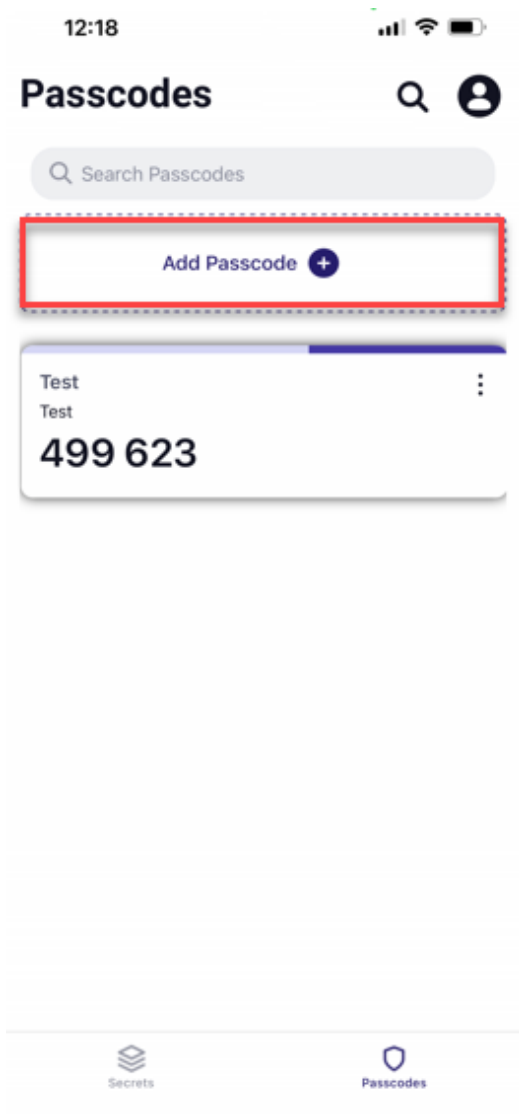 12:18
Passcodes
Search Passcodes
Add Passcode
Test
Test
499 623
Secrets
Passcodes